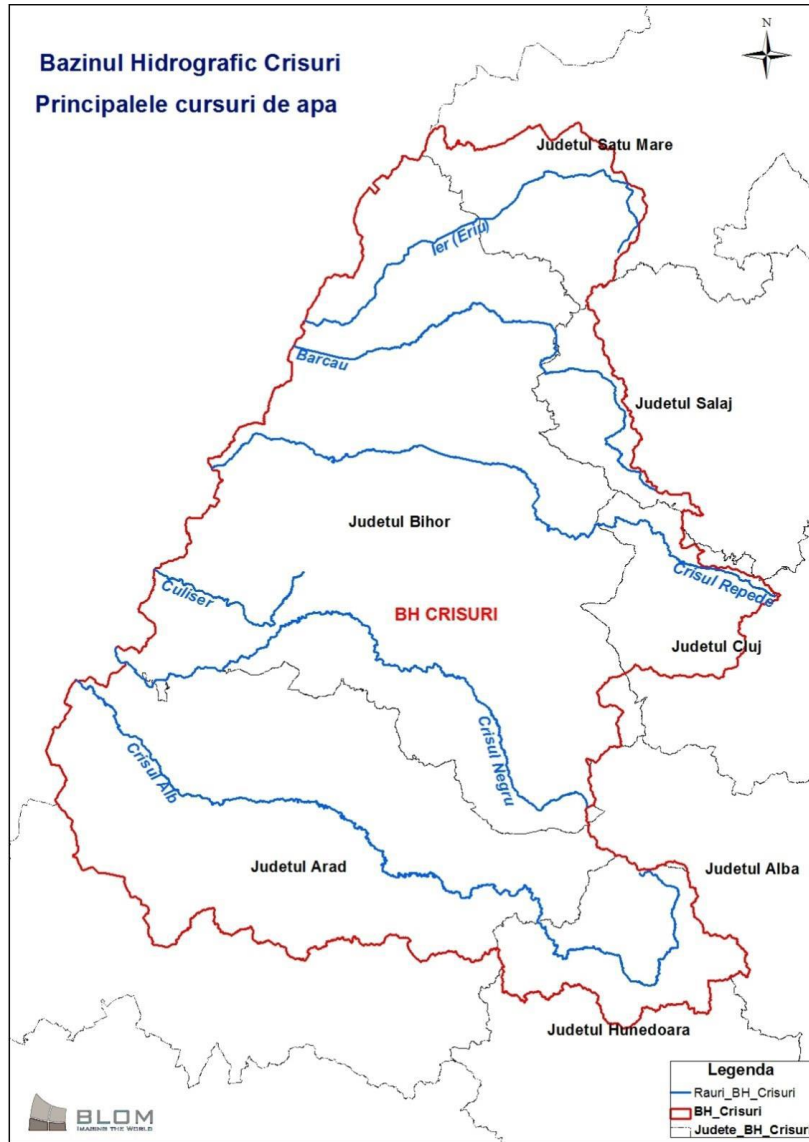 Bazinul Hidrografic Crisuri
Principalele cursuri de apa
N
Judetul Satu Mare
Ier (Eriu)
Barcau
Judetul Salaj
Judetul Bihor
Crisul Repede
Culiser
BH CRISURI
Judetul Cluj
Crisul Negru
Crisul Alb
Judetul Arad
Judetul Alba
Judetul Hunedoara
Legenda
Rauri_BH_Crisuri
BH_Crisuri
Judete_BH_Crisuri
BLOM
IMAGING THE WORLD